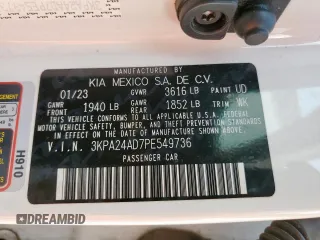 MANUFACTURED BY
KIA MEXICO S.A. DE C.V.
01/23 GVWR 3616 LB PAINT UD
GAWR 1940 LB GAWR 1852 LB TRIM WK
THIS VEHICLE CONFORMS TO ALL APPLICABLE U.S. FEDERAL
MOTOR VEHICLE SAFETY, BUMPER, AND THEFT PREVENTION STANDARDS
IN EFFECT ON THE DATE OF MANUFACTURE SHOWN ABOVE.
V.I.N. 3KPA24AD7PE549736
PASSENGER CAR
H910
DREAMBID